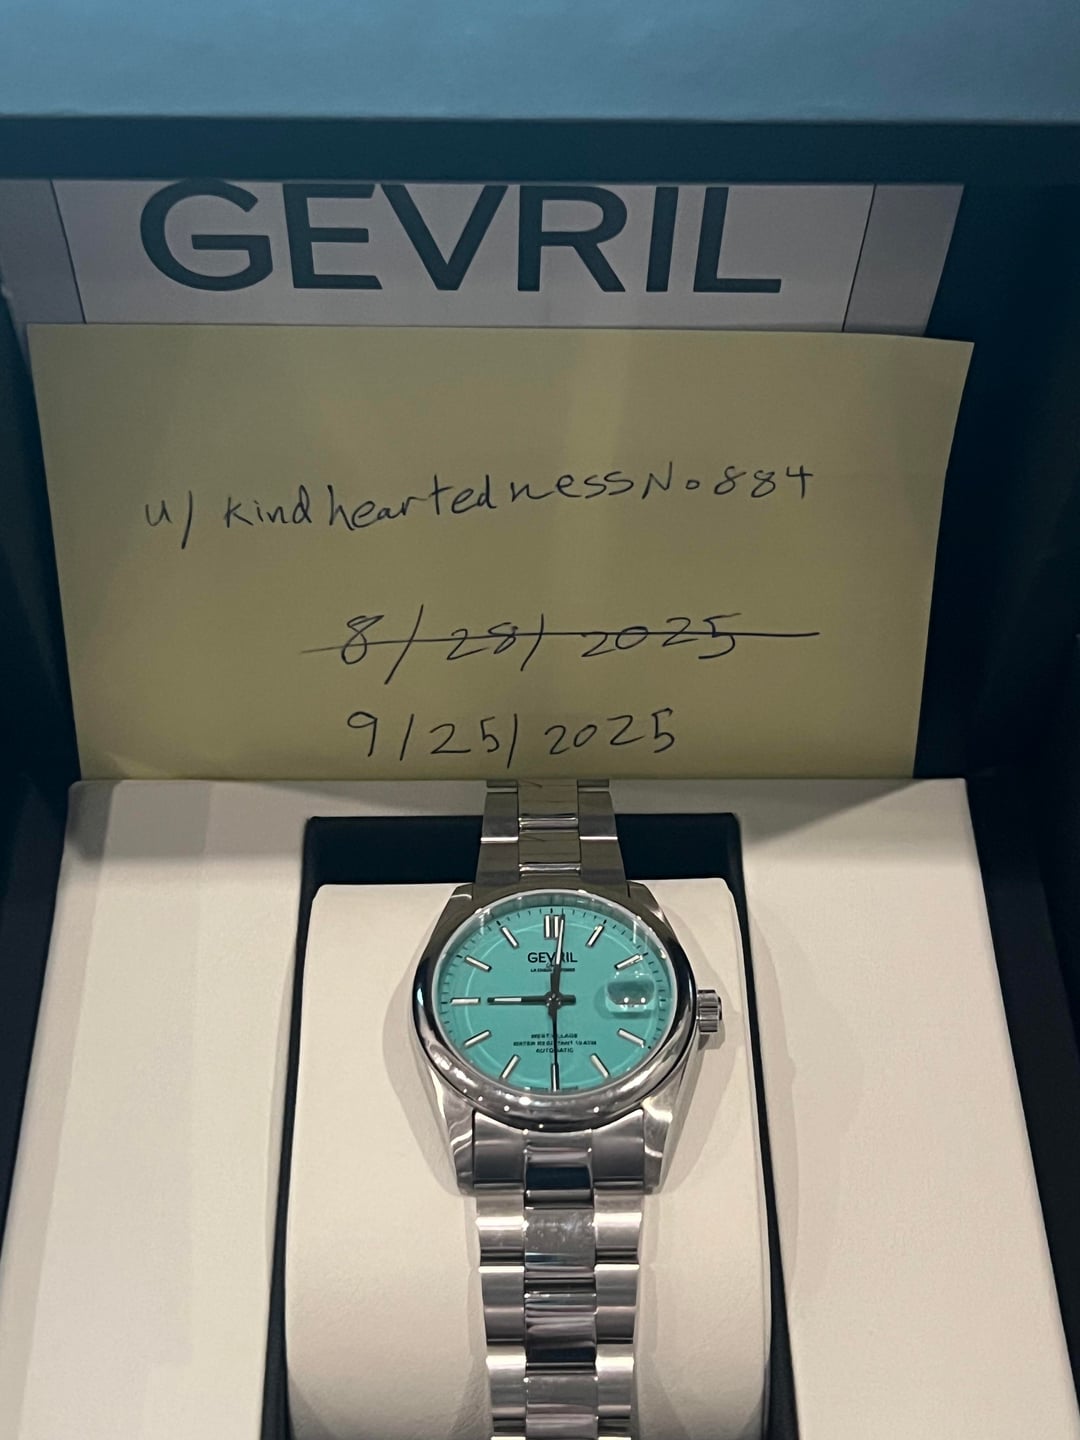 GEVRIL
u/ KindheartednessNo884
8/28/2025
9/25/2025
GEVRIL
WEST VILLAGE
AUTOMATIC